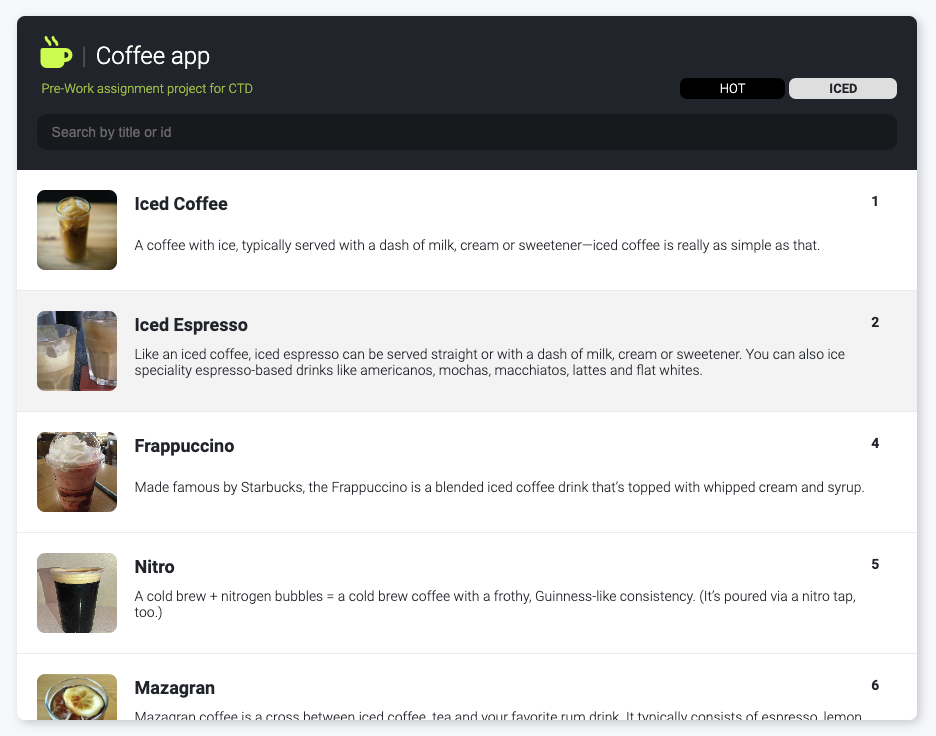 Coffee app
Pre-Work assignment project for CTD
HOT
ICED
Search by title or id
Iced Coffee
1
A coffee with ice, typically served with a dash of milk, cream or sweetener—iced coffee is really as simple as that.
Iced Espresso
2
Like an iced coffee, iced espresso can be served straight or with a dash of milk, cream or sweetener. You can also ice
speciality espresso-based drinks like americanos, mochas, macchiatos, lattes and flat whites.
Frappuccino
4
Made famous by Starbucks, the Frappuccino is a blended iced coffee drink that’s topped with whipped cream and syrup.
Nitro
5
A cold brew + nitrogen bubbles = a cold brew coffee with a frothy, Guinness-like consistency. (It’s poured via a nitro tap,
too.)
Mazagran
6
Mazagran coffee is a cross between iced coffee, tea and your favorite rum drink. It typically consists of espresso, lemon,